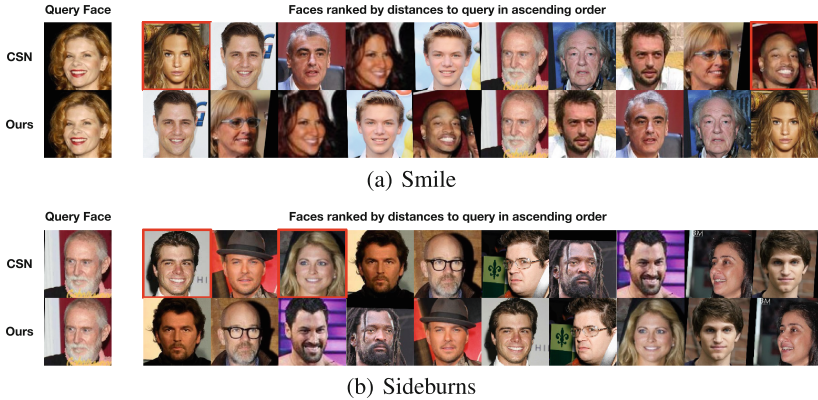 Query Face Faces ranked by distances to query in ascending order
CSN
Ours
(a) Smile
Query Face Faces ranked by distances to query in ascending order
CSN
Ours
(b) Sideburns